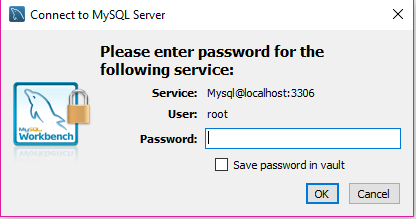 Connect to MySQL Server
Please enter password for the
following service:
Service: Mysql@localhost:3306
User: root
Password:
Save password in vault
MySQL
Workbench
OK Cancel